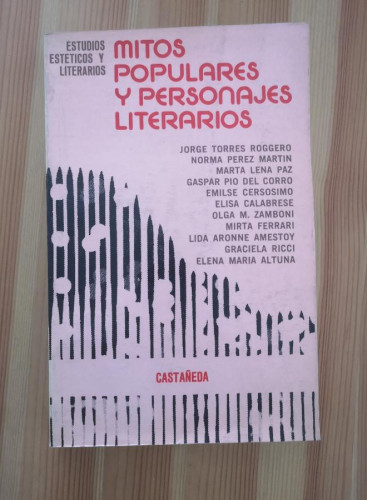 ESTUDIOS
ESTETICOS Y
LITERARIOS
MITOS
POPULARES
Y PERSONAJES
LITERARIOS
JORGE TORRES ROGGERO
NORMA PEREZ MARTIN
MARTA LENA PAZ
GASPAR PIO DEL CORRO
EMILSE CERSOSIMO
ELISA CALABRESE
OLGA M. ZAMBONI
MIRTA FERRARI
LIDA ARONNE AMESTOY
GRACIELA RICCI
ELENA MARIA ALTUNA
CASTAÑEDA